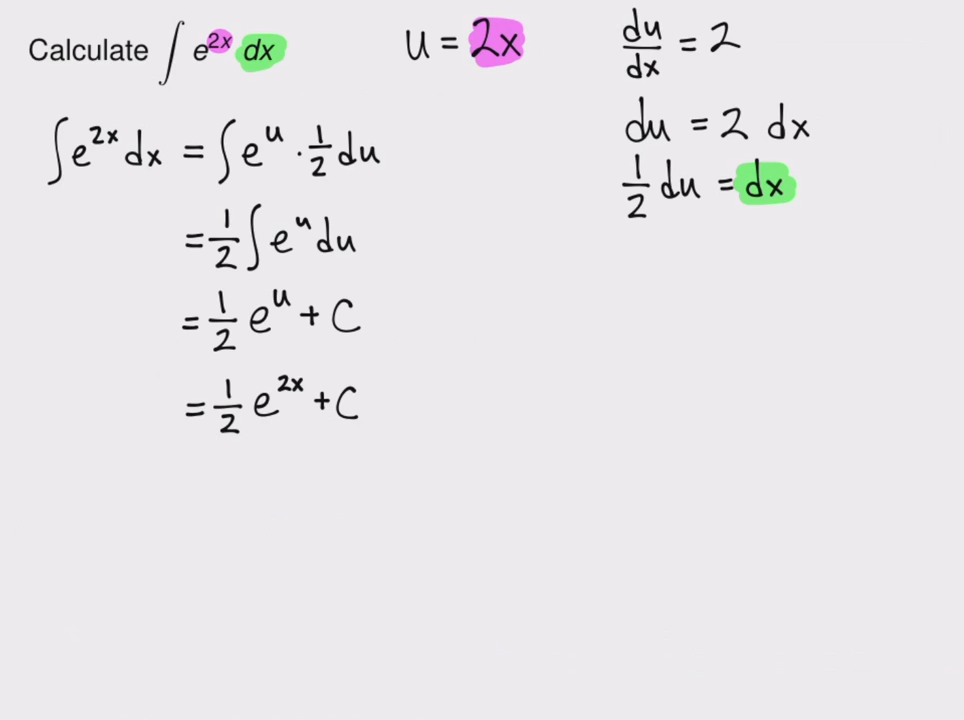 Calculate ∫ e^{2x} dx
u = 2x
du/dx = 2
du = 2 dx
1/2 du = dx
∫e^{2x} dx = ∫e^u · 1/2 du
= 1/2 ∫e^u du
= 1/2 e^u + C
= 1/2 e^{2x} + C